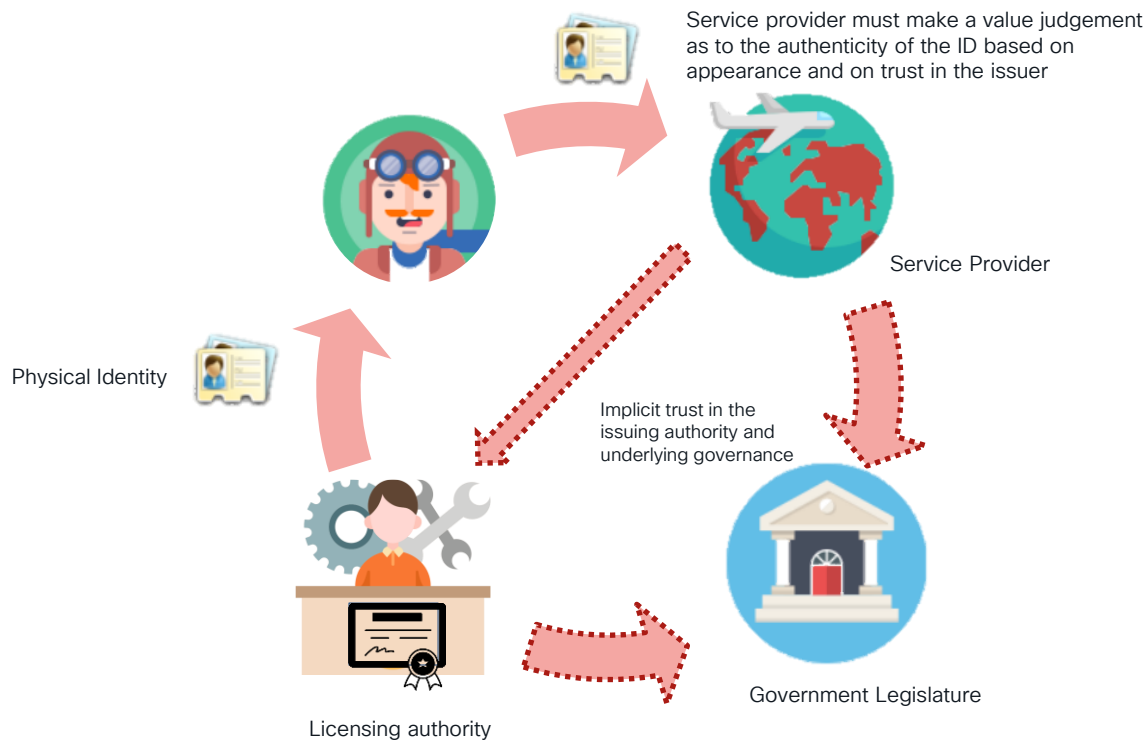 Service provider must make a value judgement
as to the authenticity of the ID based on
appearance and on trust in the issuer
Service Provider
Physical Identity
Implicit trust in the
issuing authority and
underlying governance
Government Legislature
Licensing authority